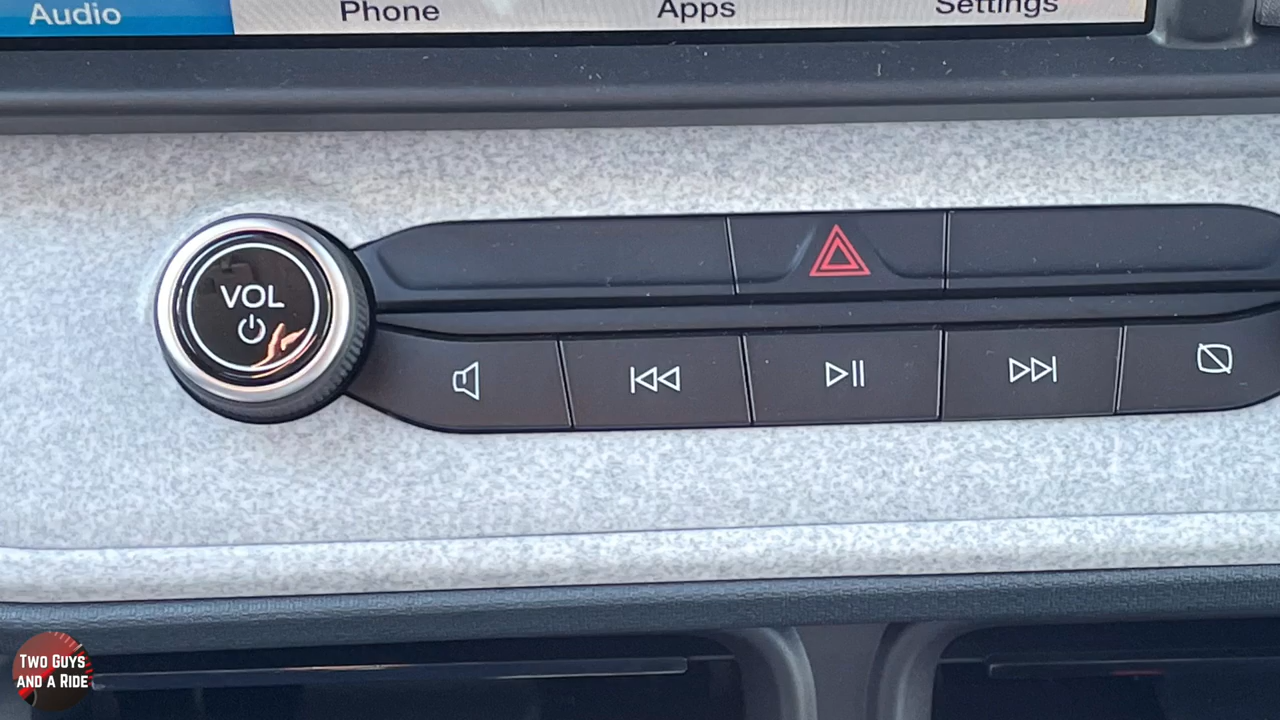 Audio
Phone
Apps
Settings
VOL
TWO GUYS
AND A RIDE